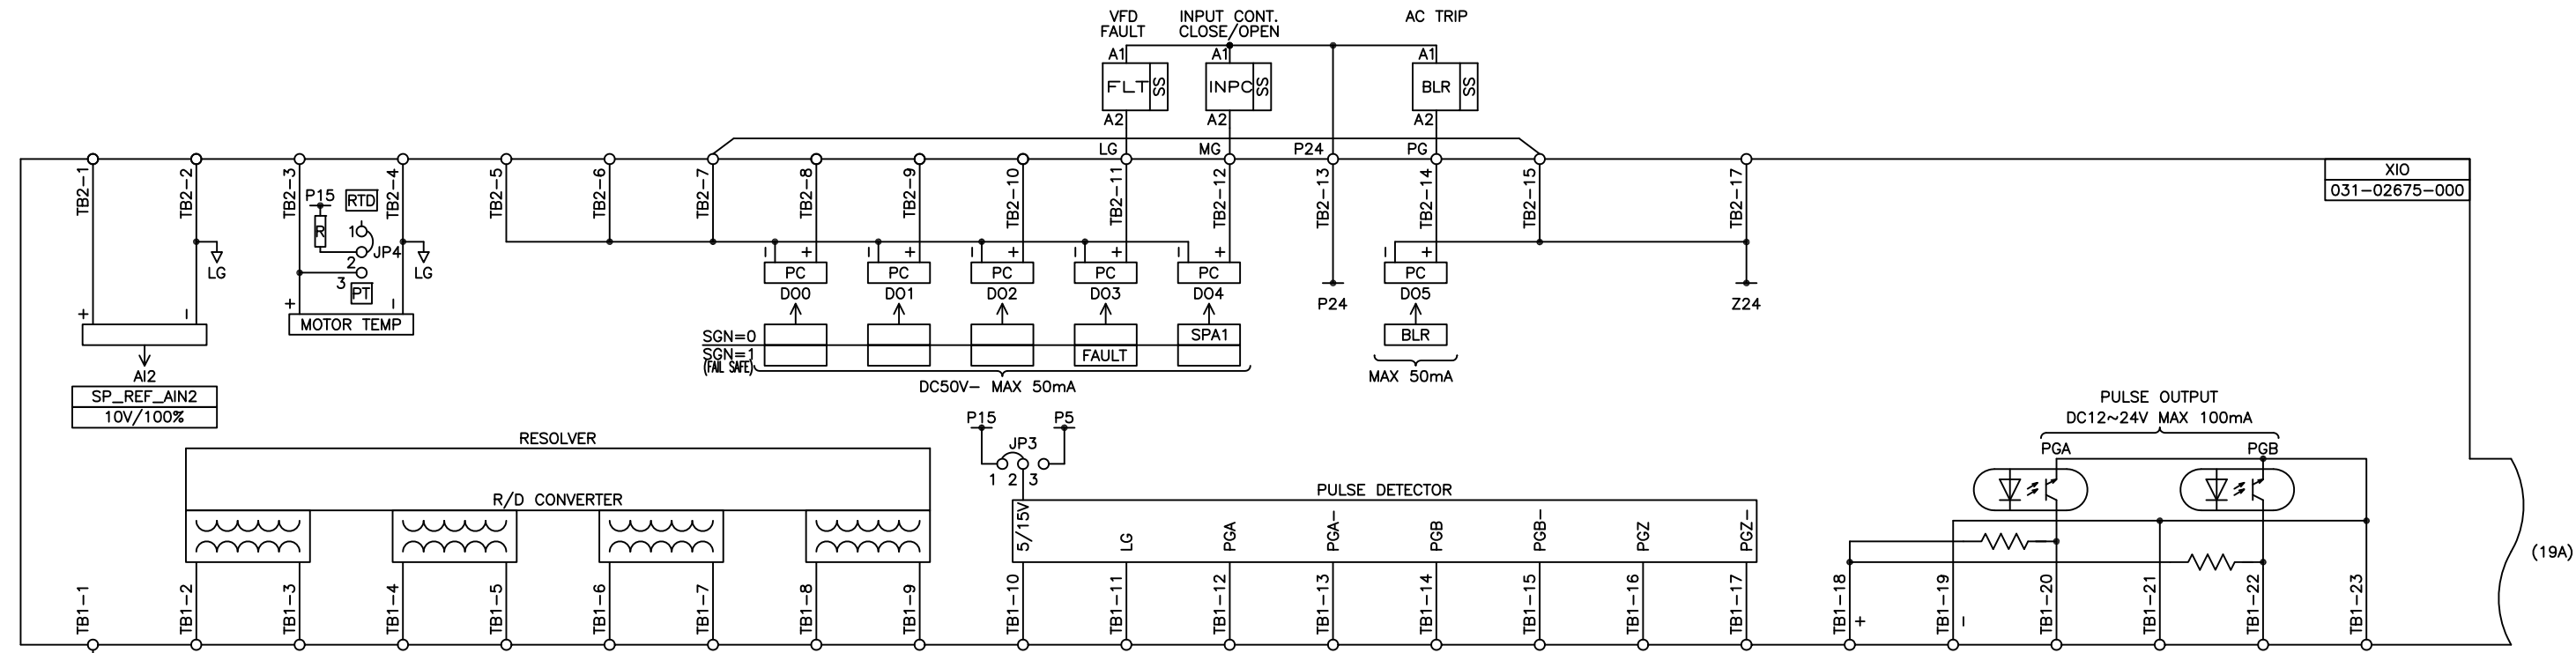 VFD
FAULT
INPUT CONT.
CLOSE/OPEN
AC TRIP
A1
A1
A1
FLT
SS
INPC
SS
BLR
SS
A2
A2
A2
LG
MG
P24
PG
XIO
031-02675-000
TB2-1
TB2-2
TB2-3
TB2-4
TB2-5
TB2-6
TB2-7
TB2-8
TB2-9
TB2-10
TB2-11
TB2-12
TB2-13
TB2-14
TB2-15
TB2-17
P15
RTD
R
1
JP4
2
3
PT
LG
LG
+
-
+
-
MOTOR TEMP
- +
- +
- +
- +
- +
- +
PC
PC
PC
PC
PC
PC
DO0
DO1
DO2
DO3
DO4
DO5
P24
Z24
SGN=0
SPA1
BLR
SGN=1
(FAIL SAFE)
FAULT
DC50V- MAX 50mA
MAX 50mA
AI2
SP_REF_AIN2
10V/100%
PULSE OUTPUT
DC12~24V MAX 100mA
PGA
PGB
P15
P5
JP3
1 2 3
RESOLVER
R/D CONVERTER
PULSE DETECTOR
5/15V
LG
PGA
PGA-
PGB
PGB-
PGZ
PGZ-
(19A)
TB1-1
TB1-2
TB1-3
TB1-4
TB1-5
TB1-6
TB1-7
TB1-8
TB1-9
TB1-10
TB1-11
TB1-12
TB1-13
TB1-14
TB1-15
TB1-16
TB1-17
TB1-18
+
TB1-19
-
TB1-20
TB1-21
TB1-22
TB1-23